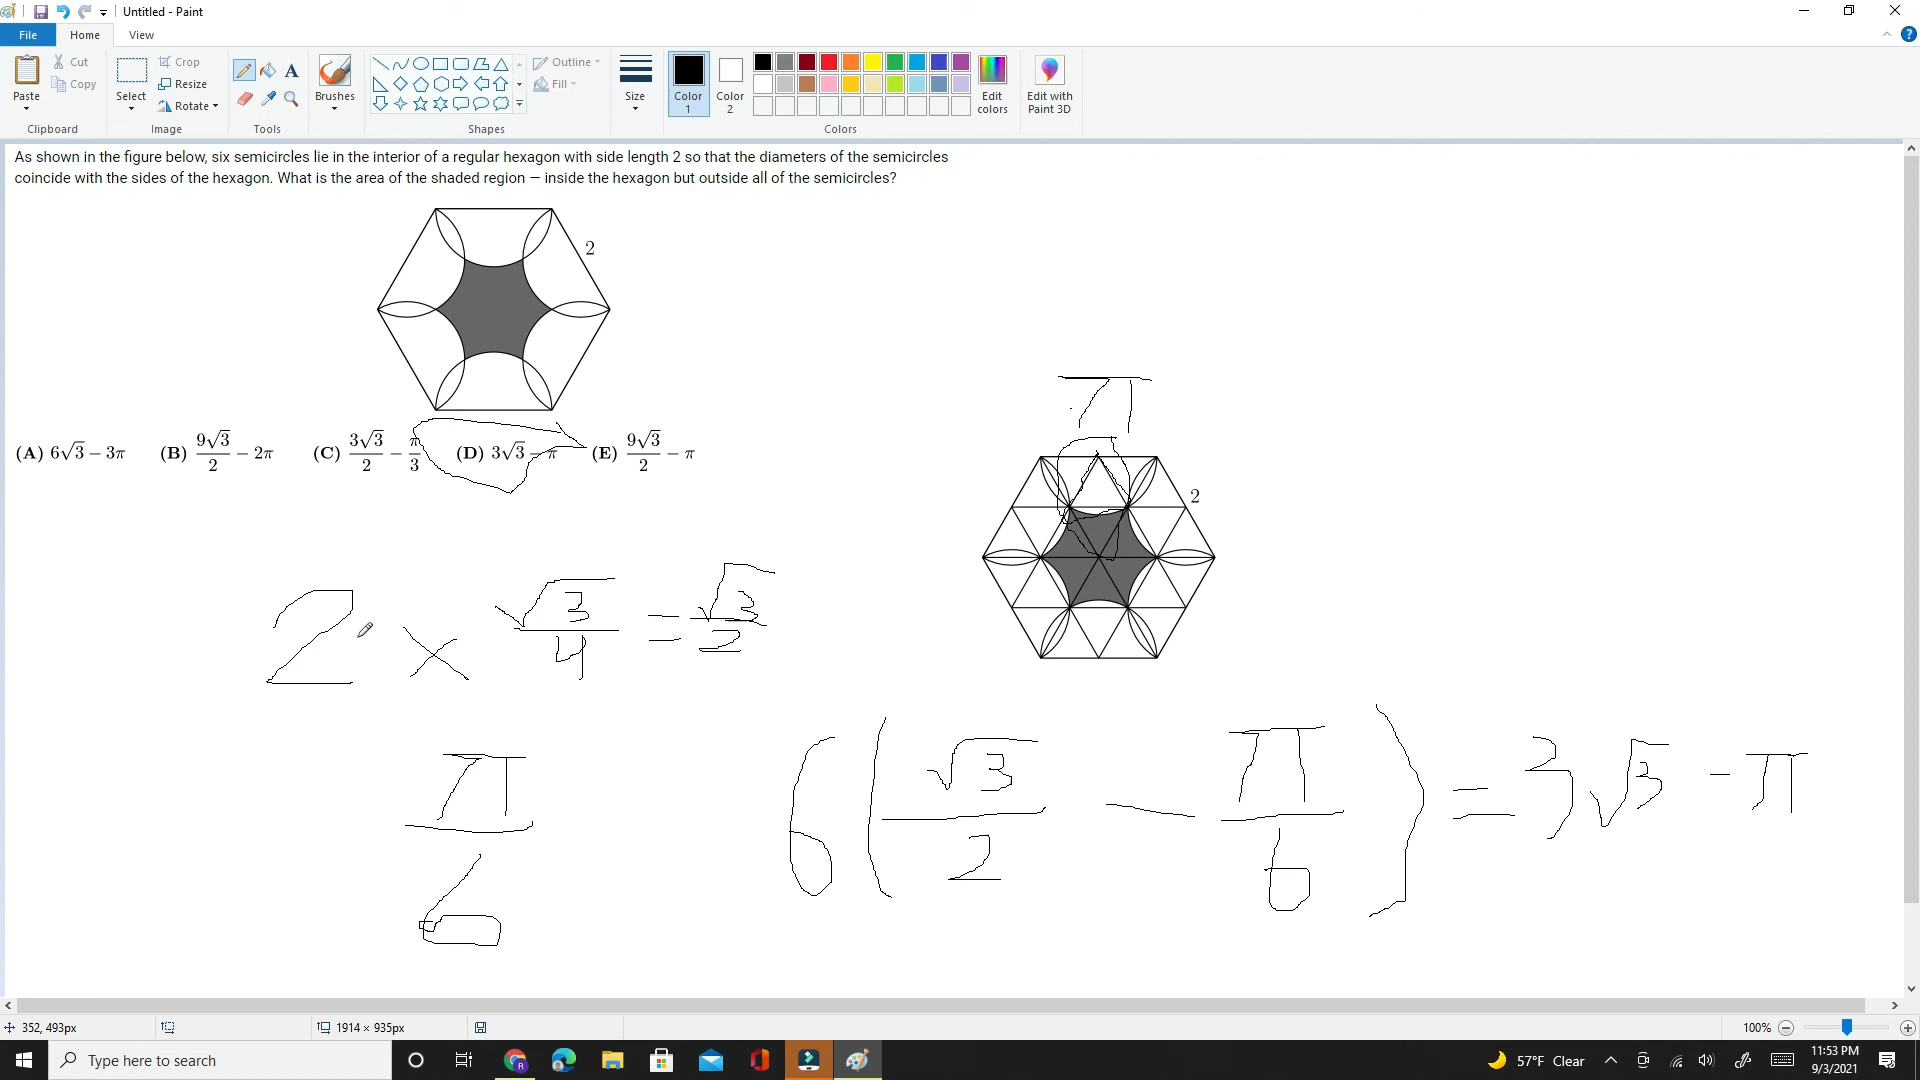 Untitled - Paint
File Home View
Paste Cut Copy Clipboard
Select Crop Resize Rotate Image
Tools
Brushes
Shapes
Outline Fill
Size
Color 1 Color 2 Edit colors Colors
Edit with Paint 3D
As shown in the figure below, six semicircles lie in the interior of a regular hexagon with side length 2 so that the diameters of the semicircles
coincide with the sides of the hexagon. What is the area of the shaded region — inside the hexagon but outside all of the semicircles?
2
(A) 6√3 − 3π (B) 9√3/2 − 2π (C) 3√3/2 − π/3 (D) 3√3 − π (E) 9√3/2 − π
π
2
2 × √3/4 = √3/2
π/6
6(√3/2 − π/6) = 3√3 − π
352, 493px 1914 × 935px 100%
Type here to search 57°F Clear 11:53 PM
9/3/2021